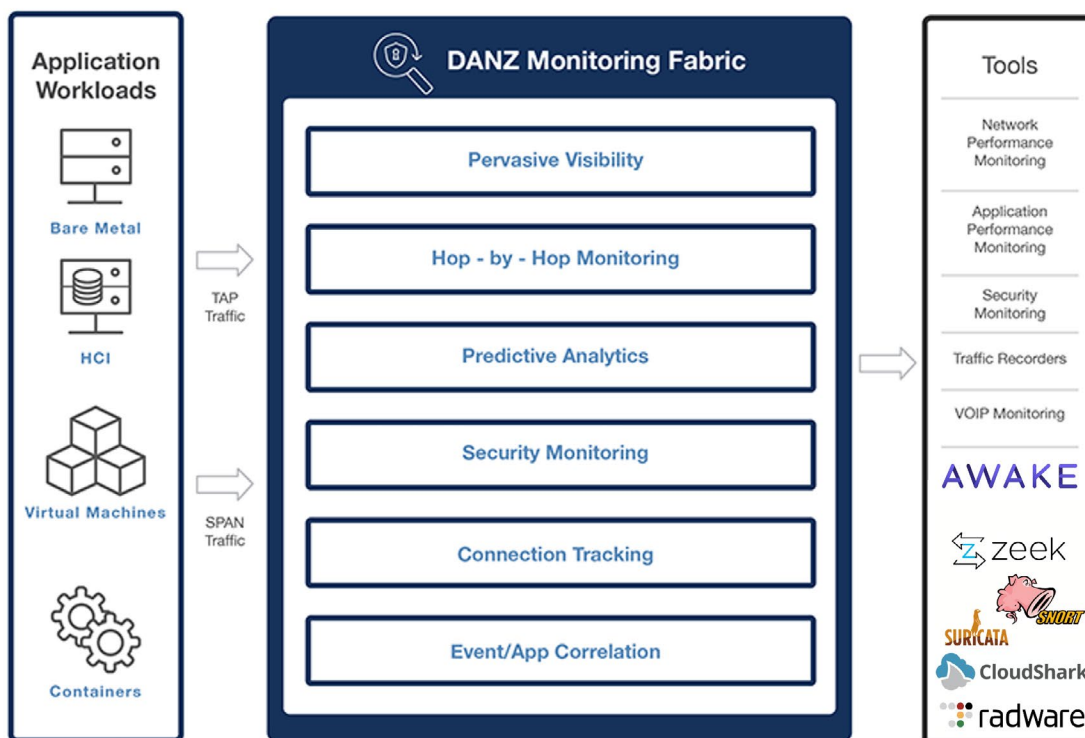 Application
Workloads
Bare Metal
HCI
Virtual Machines
Containers
TAP
Traffic
SPAN
Traffic
DANZ Monitoring Fabric
Pervasive Visibility
Hop - by - Hop Monitoring
Predictive Analytics
Security Monitoring
Connection Tracking
Event/App Correlation
Tools
Network
Performance
Monitoring
Application
Performance
Monitoring
Security
Monitoring
Traffic Recorders
VOIP Monitoring
AWAKE
z zeek
SNORT
SURICATA
CloudShark
radware